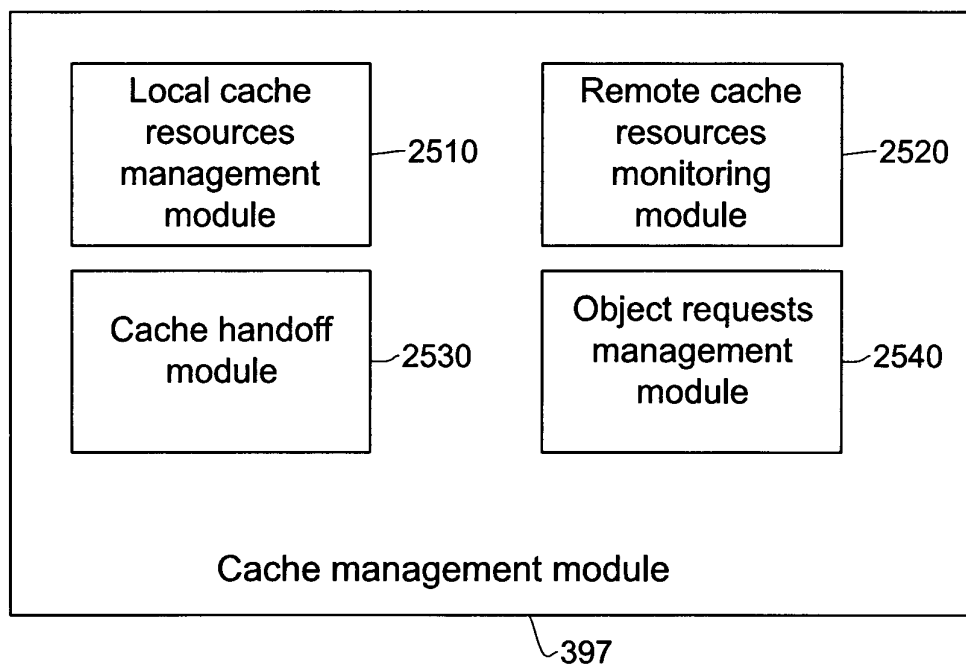 Local cache
resources
management
module
2510
Remote cache
resources
monitoring
module
2520
Cache handoff
module
2530
Object requests
management
module
2540
Cache management module
397